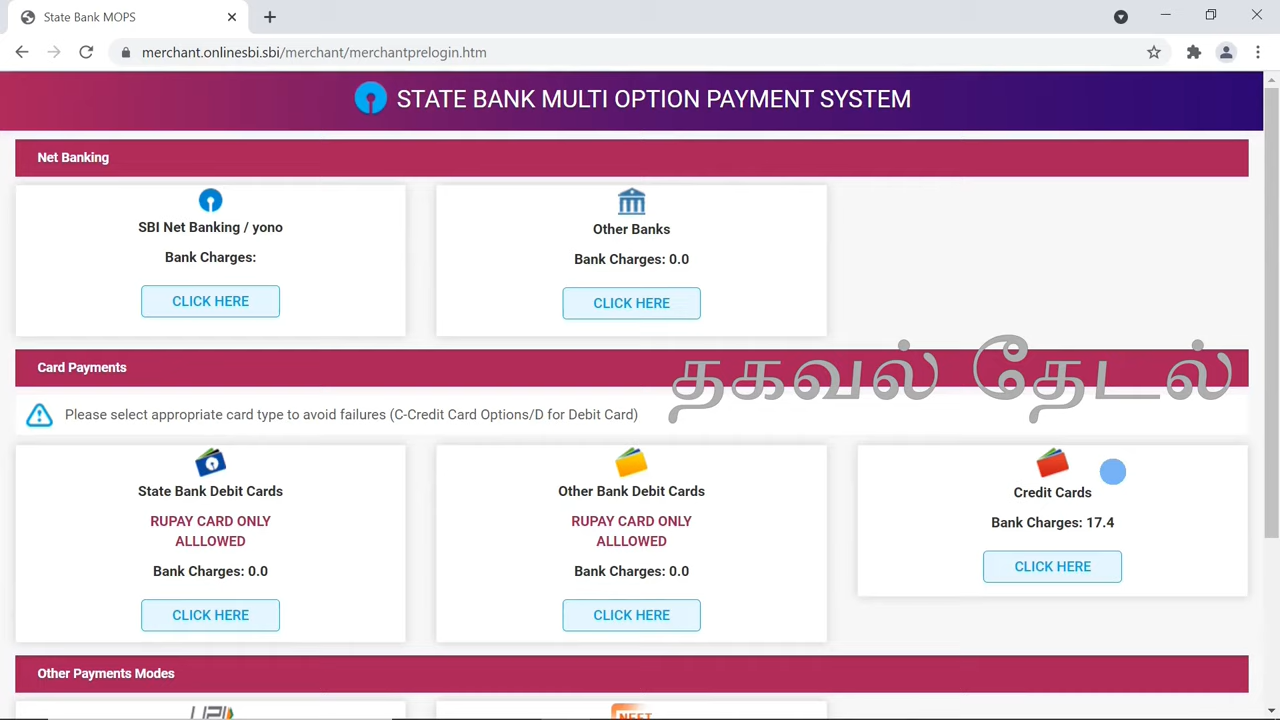 State Bank MOPS
merchant.onlinesbi.sbi/merchant/merchantprelogin.htm
STATE BANK MULTI OPTION PAYMENT SYSTEM
Net Banking
SBI Net Banking / yono
Bank Charges:
CLICK HERE
Other Banks
Bank Charges: 0.0
CLICK HERE
Card Payments
தகவல் தேடல்
Please select appropriate card type to avoid failures (C-Credit Card Options/D for Debit Card)
State Bank Debit Cards
RUPAY CARD ONLY
ALLLOWED
Bank Charges: 0.0
CLICK HERE
Other Bank Debit Cards
RUPAY CARD ONLY
ALLLOWED
Bank Charges: 0.0
CLICK HERE
Credit Cards
Bank Charges: 17.4
CLICK HERE
Other Payments Modes
UPI
NEFT